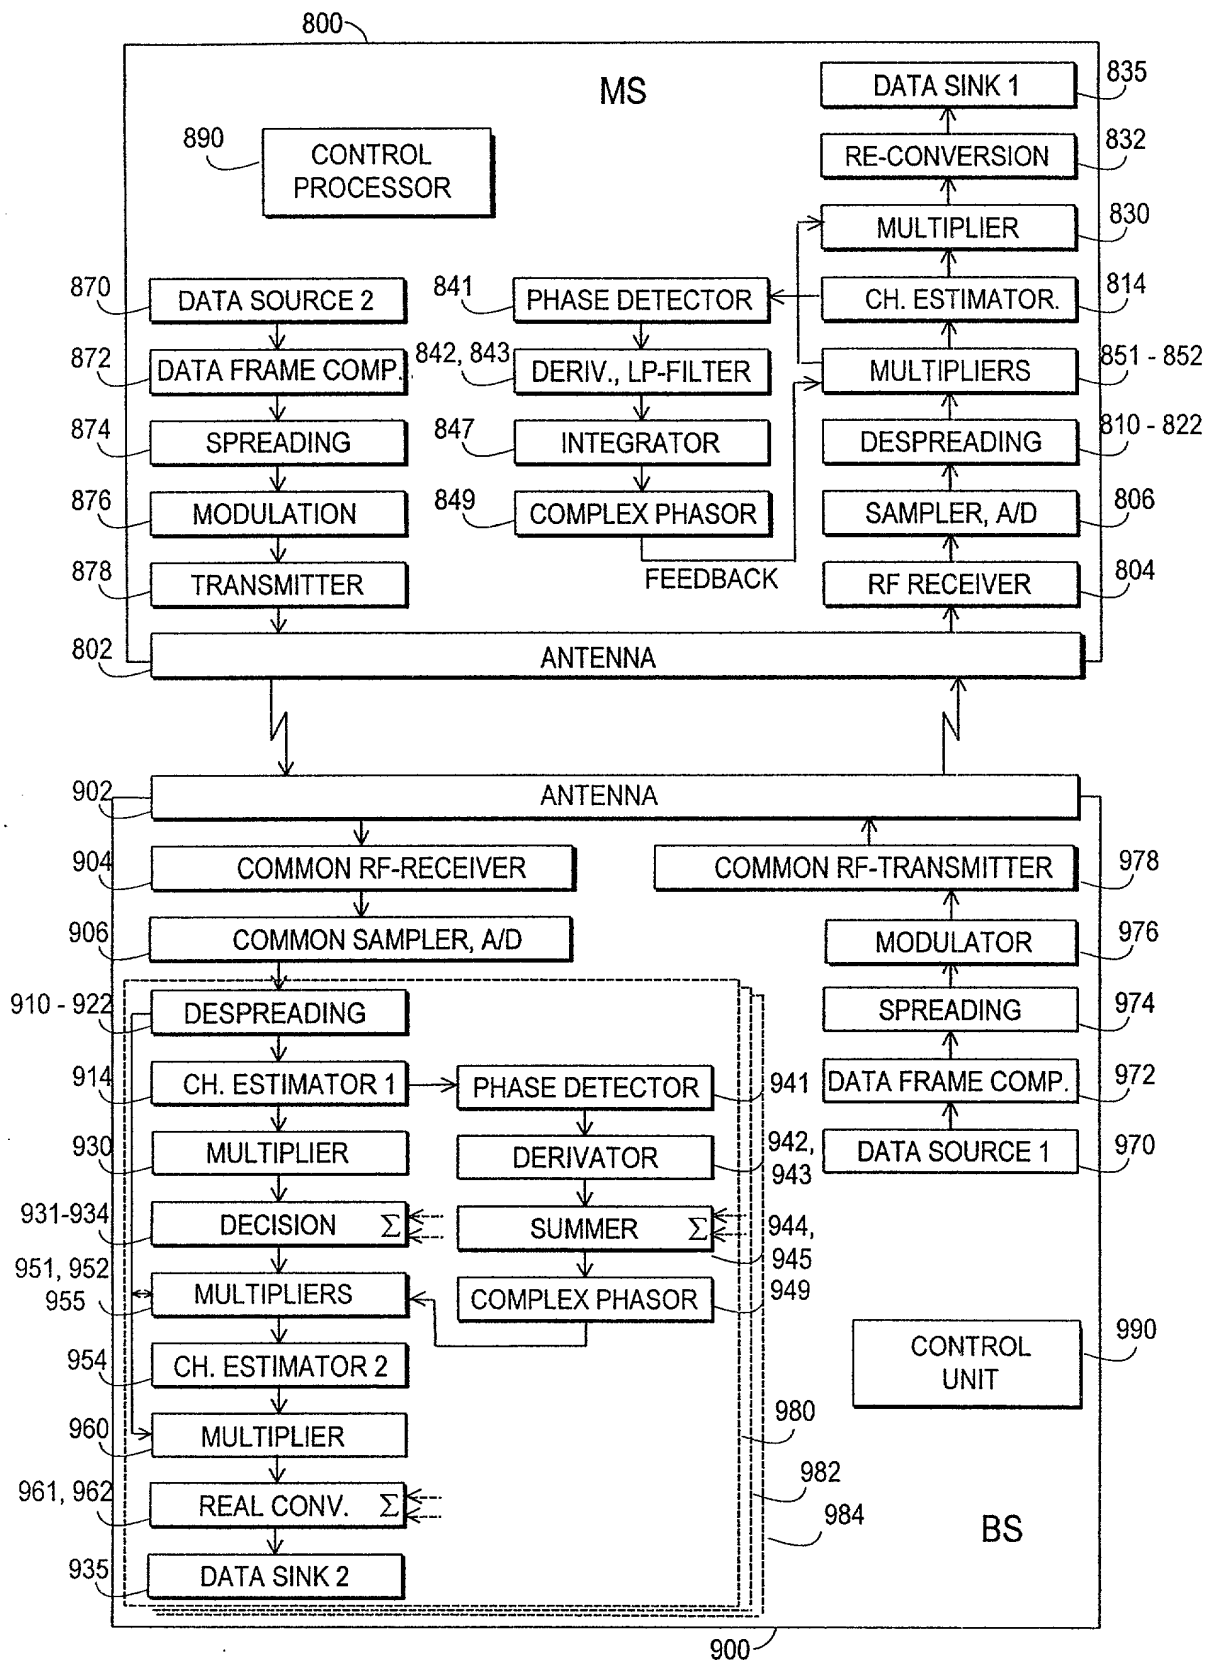 800
MS
DATA SINK 1
835
890
CONTROL
PROCESSOR
RE-CONVERSION
832
MULTIPLIER
830
870
DATA SOURCE 2
841
PHASE DETECTOR
CH. ESTIMATOR.
814
872
DATA FRAME COMP.
842, 843
DERIV., LP-FILTER
MULTIPLIERS
851 - 852
874
SPREADING
847
INTEGRATOR
DESPREADING
810 - 822
876
MODULATION
849
COMPLEX PHASOR
SAMPLER, A/D
806
878
TRANSMITTER
FEEDBACK
RF RECEIVER
804
802
ANTENNA
902
ANTENNA
904
COMMON RF-RECEIVER
COMMON RF-TRANSMITTER
978
906
COMMON SAMPLER, A/D
MODULATOR
976
910 - 922
DESPREADING
SPREADING
974
914
CH. ESTIMATOR 1
PHASE DETECTOR
941
DATA FRAME COMP.
972
930
MULTIPLIER
DERIVATOR
942,
943
DATA SOURCE 1
970
931-934
DECISION Σ
SUMMER Σ
944,
945
951, 952
955
MULTIPLIERS
COMPLEX PHASOR
949
954
CH. ESTIMATOR 2
CONTROL
UNIT
990
960
MULTIPLIER
980
961, 962
REAL CONV. Σ
982
984
BS
935
DATA SINK 2
900